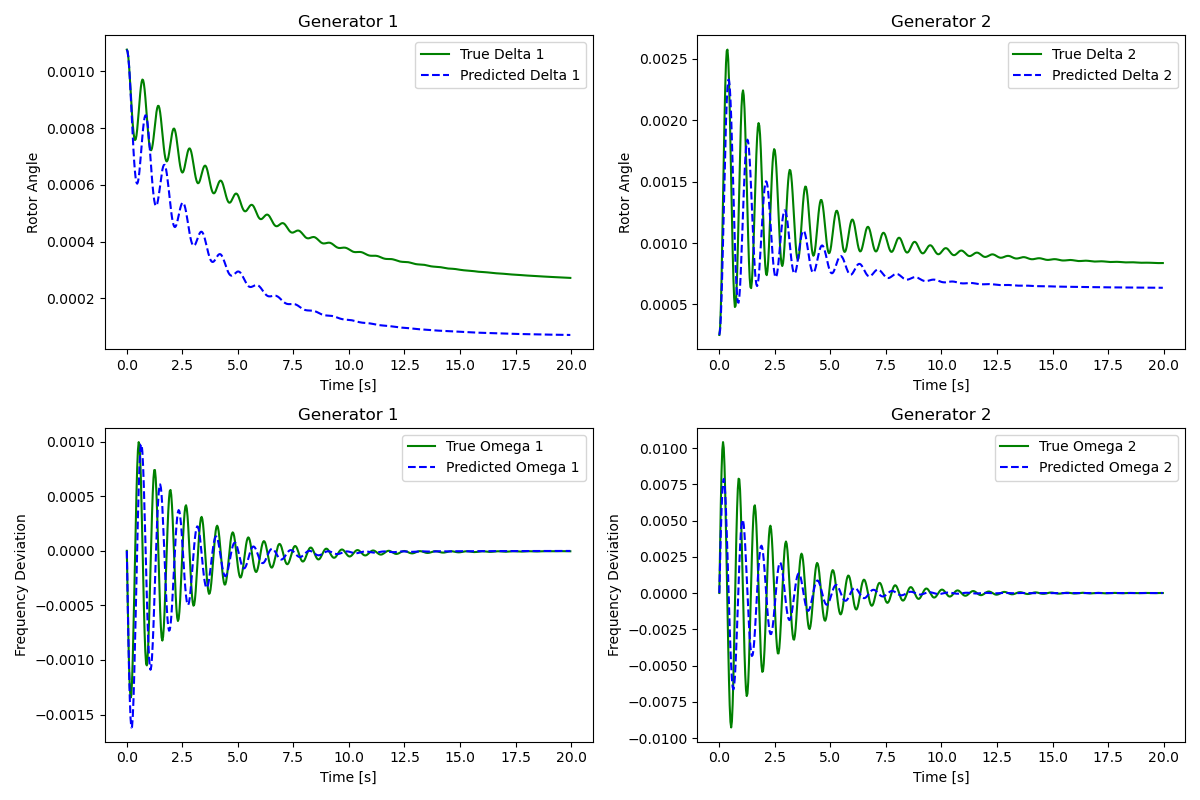 Generator 1
True Delta 1
Predicted Delta 1
Rotor Angle
0.0010
0.0008
0.0006
0.0004
0.0002
0.0 2.5 5.0 7.5 10.0 12.5 15.0 17.5 20.0
Time [s]
Generator 2
True Delta 2
Predicted Delta 2
Rotor Angle
0.0025
0.0020
0.0015
0.0010
0.0005
0.0 2.5 5.0 7.5 10.0 12.5 15.0 17.5 20.0
Time [s]
Generator 1
True Omega 1
Predicted Omega 1
Frequency Deviation
0.0010
0.0005
0.0000
−0.0005
−0.0010
−0.0015
0.0 2.5 5.0 7.5 10.0 12.5 15.0 17.5 20.0
Time [s]
Generator 2
True Omega 2
Predicted Omega 2
Frequency Deviation
0.0100
0.0075
0.0050
0.0025
0.0000
−0.0025
−0.0050
−0.0075
−0.0100
0.0 2.5 5.0 7.5 10.0 12.5 15.0 17.5 20.0
Time [s]